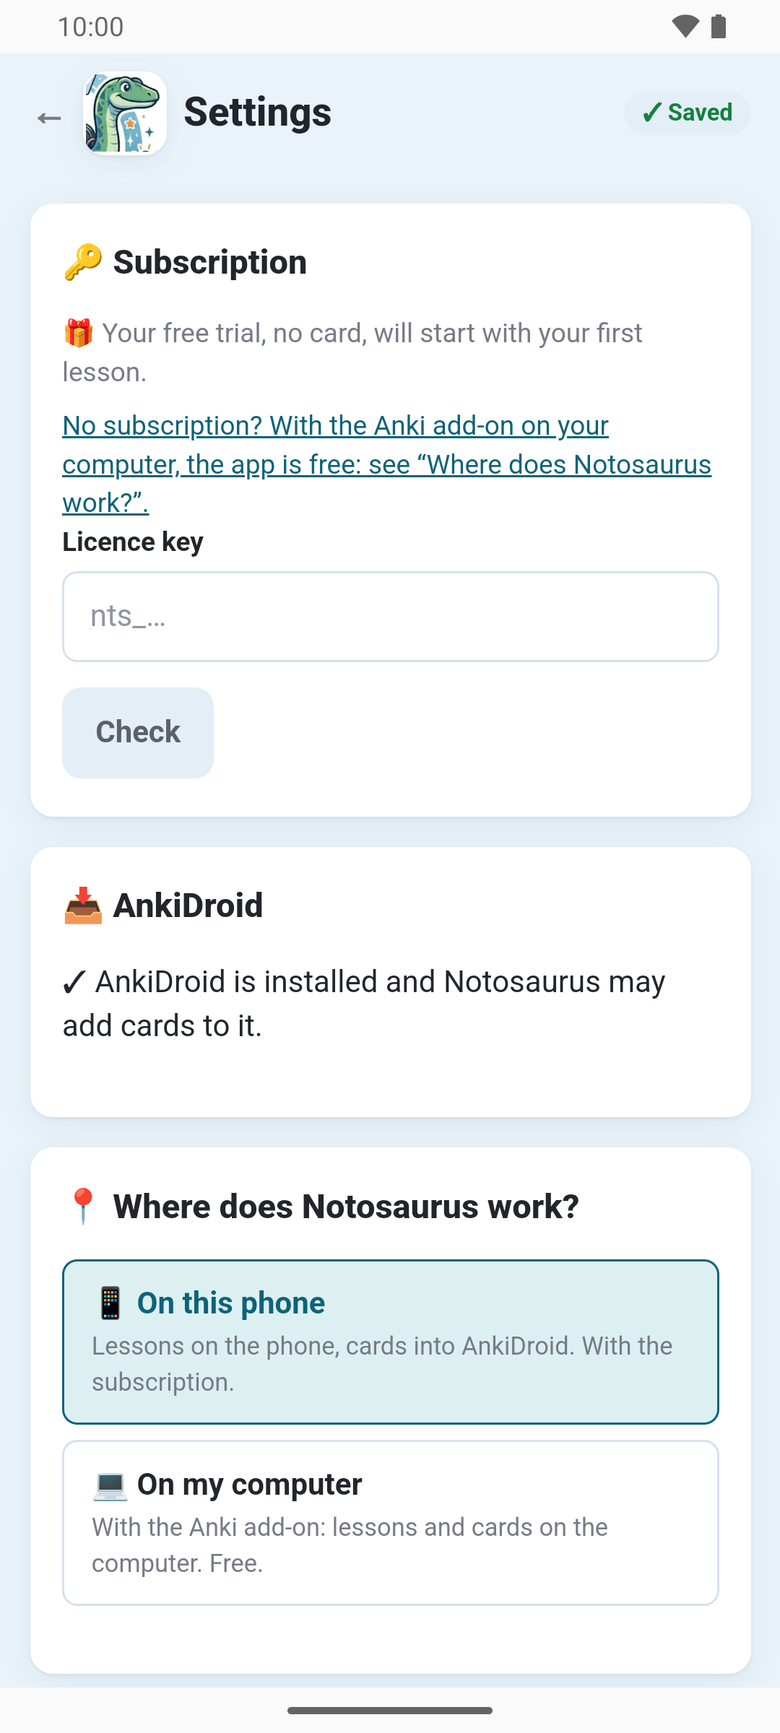 10:00
← Settings
✓ Saved
🔑 Subscription
🎁 Your free trial, no card, will start with your first
lesson.
No subscription? With the Anki add-on on your
computer, the app is free: see “Where does Notosaurus
work?”.
Licence key
nts_…
Check
📥 AnkiDroid
✓ AnkiDroid is installed and Notosaurus may
add cards to it.
📍 Where does Notosaurus work?
📱 On this phone
Lessons on the phone, cards into AnkiDroid. With the
subscription.
💻 On my computer
With the Anki add-on: lessons and cards on the
computer. Free.